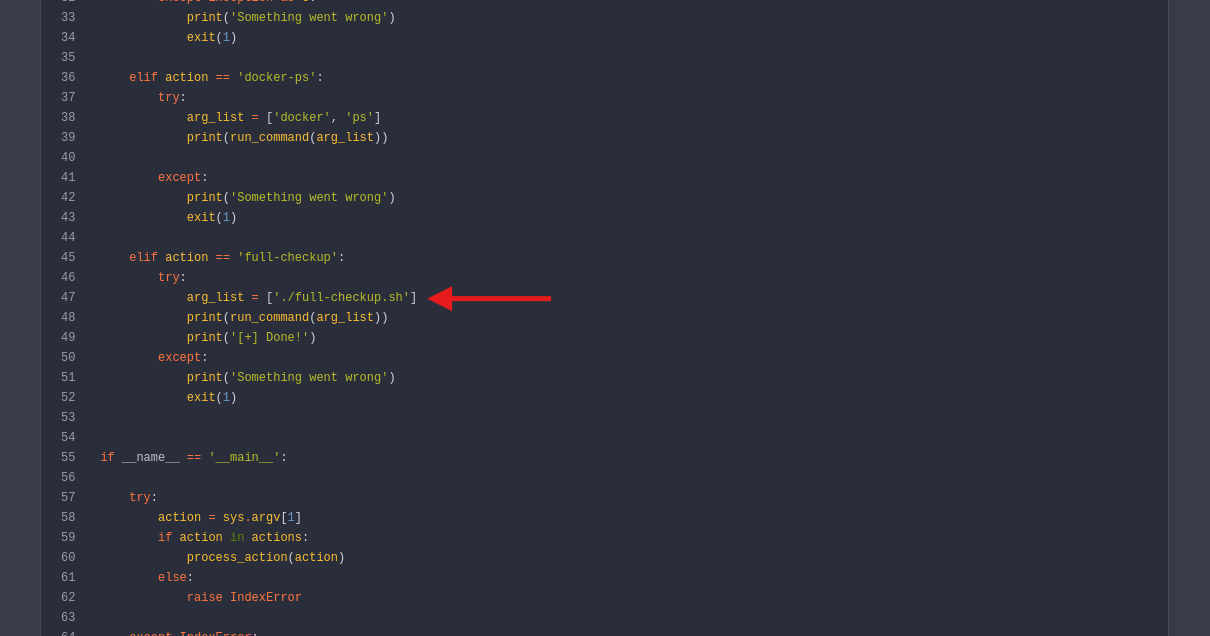 32         except Exception as e:
33             print('Something went wrong')
34             exit(1)
35
36     elif action == 'docker-ps':
37         try:
38             arg_list = ['docker', 'ps']
39             print(run_command(arg_list))
40
41         except:
42             print('Something went wrong')
43             exit(1)
44
45     elif action == 'full-checkup':
46         try:
47             arg_list = ['./full-checkup.sh']
48             print(run_command(arg_list))
49             print('[+] Done!')
50         except:
51             print('Something went wrong')
52             exit(1)
53
54
55 if __name__ == '__main__':
56
57     try:
58         action = sys.argv[1]
59         if action in actions:
60             process_action(action)
61         else:
62             raise IndexError
63
64     except IndexError: